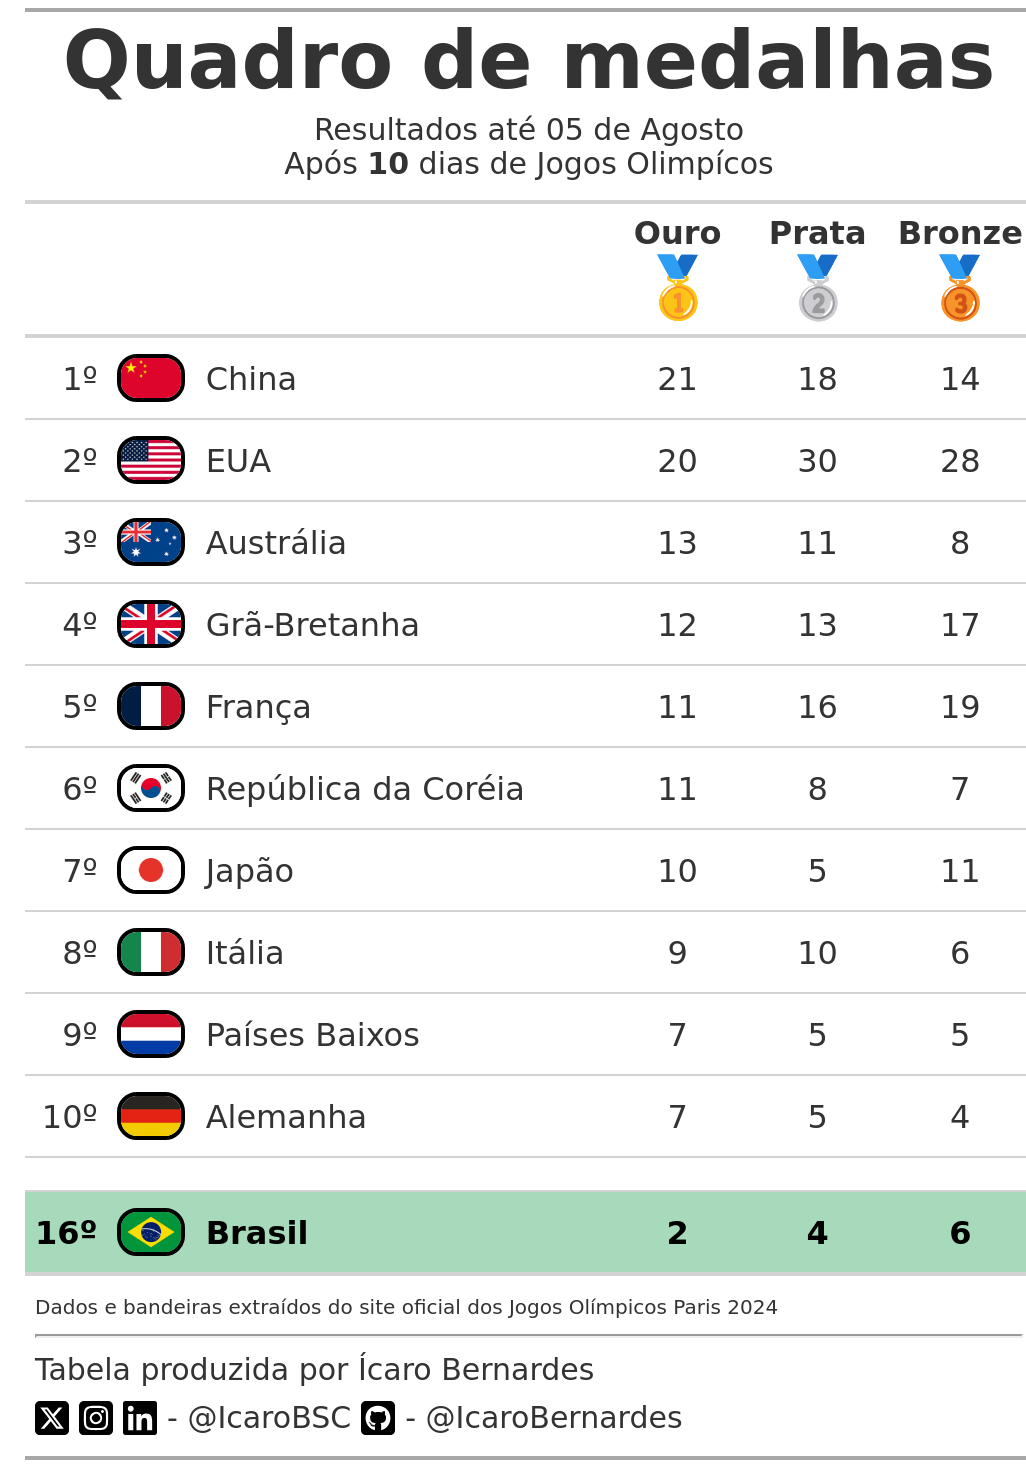 Quadro de medalhas
Resultados até 05 de Agosto
Após 10 dias de Jogos Olimpícos
Ouro Prata Bronze
1 2 3
1º China 21 18 14
2º EUA 20 30 28
3º Austrália 13 11 8
4º Grã-Bretanha 12 13 17
5º França 11 16 19
6º República da Coréia 11 8 7
7º Japão 10 5 11
8º Itália 9 10 6
9º Países Baixos 7 5 5
10º Alemanha 7 5 4
16º Brasil 2 4 6
Dados e bandeiras extraídos do site oficial dos Jogos Olímpicos Paris 2024
Tabela produzida por Ícaro Bernardes
X in - @IcaroBSC - @IcaroBernardes